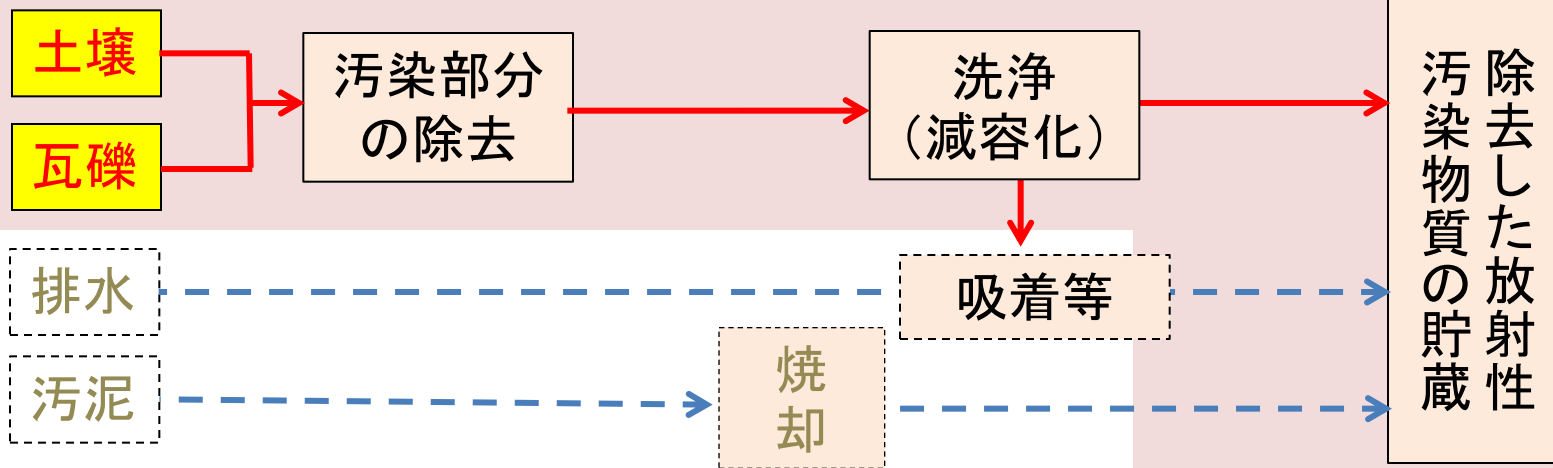 土壌
瓦礫
汚染部分
の除去
洗浄
（減容化）
排水
吸着等
汚泥
焼
却
除去した放射性
汚染物質の貯蔵